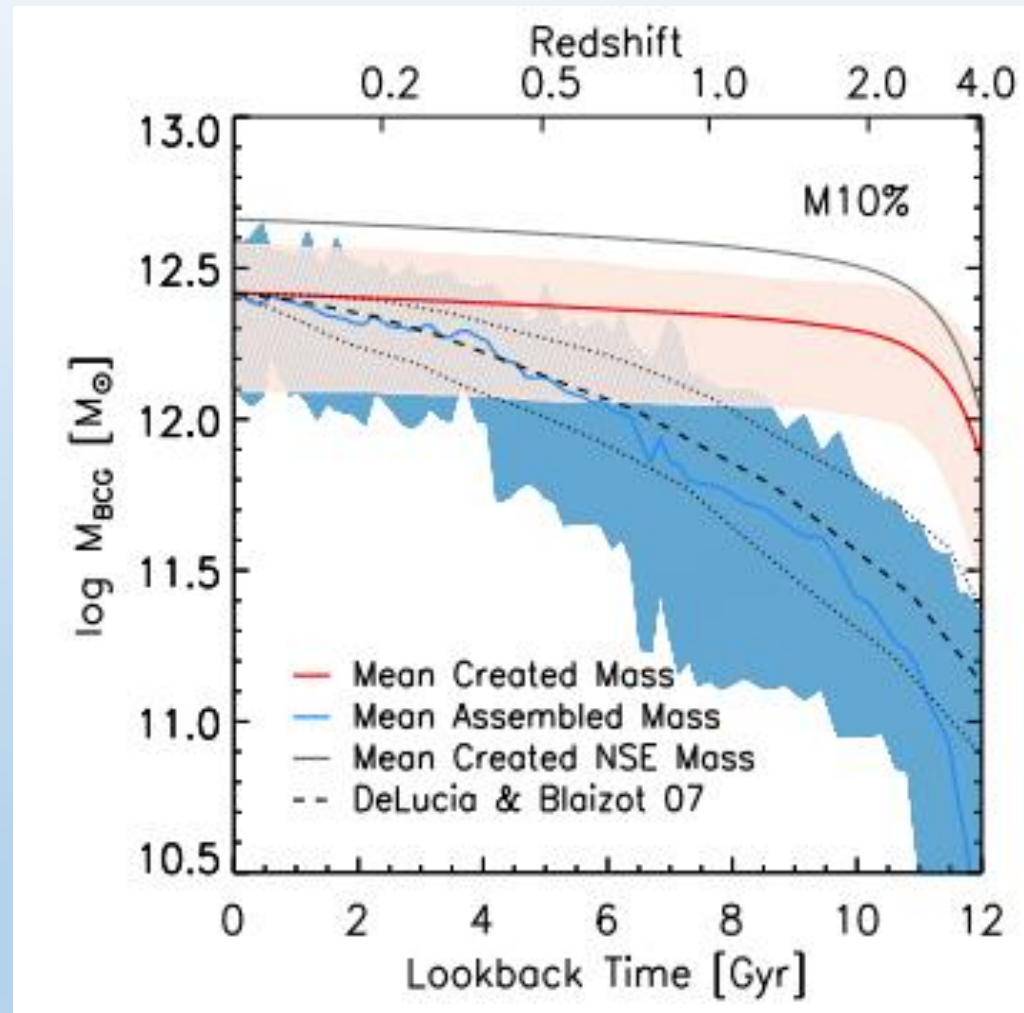 Redshift
0.2 0.5 1.0 2.0 4.0
13.0
M10%
12.5
12.0
log M_BCG [M_⊙]
11.5
Mean Created Mass
11.0
Mean Assembled Mass
Mean Created NSE Mass
DeLucia & Blaizot 07
10.5
0 2 4 6 8 10 12
Lookback Time [Gyr]